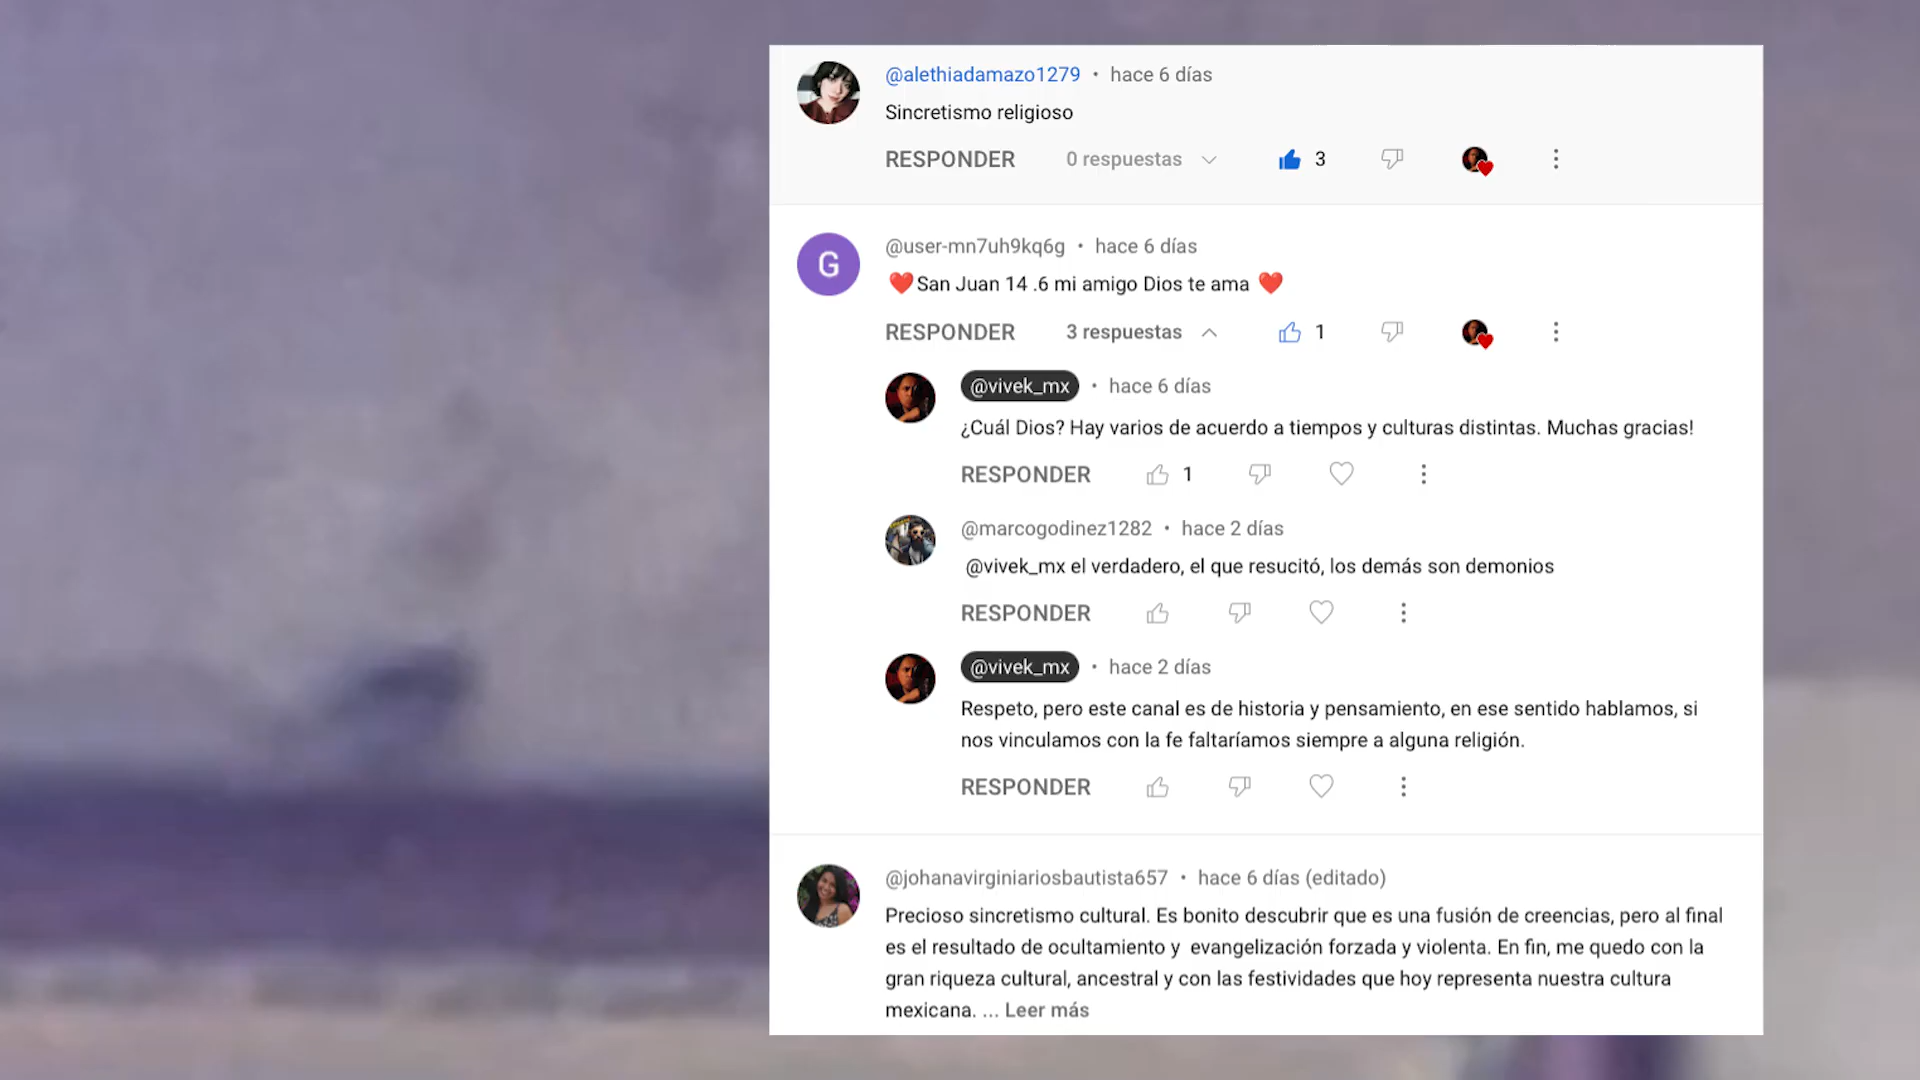 @alethiadamazo1279 • hace 6 días
Sincretismo religioso
RESPONDER 0 respuestas 3
G
@user-mn7uh9kq6g • hace 6 días
❤️San Juan 14 .6 mi amigo Dios te ama ❤️
RESPONDER 3 respuestas 1
@vivek_mx • hace 6 días
¿Cuál Dios? Hay varios de acuerdo a tiempos y culturas distintas. Muchas gracias!
RESPONDER 1
@marcogodinez1282 • hace 2 días
@vivek_mx el verdadero, el que resucitó, los demás son demonios
RESPONDER
@vivek_mx • hace 2 días
Respeto, pero este canal es de historia y pensamiento, en ese sentido hablamos, si
nos vinculamos con la fe faltaríamos siempre a alguna religión.
RESPONDER
@johanavirginiariosbautista657 • hace 6 días (editado)
Precioso sincretismo cultural. Es bonito descubrir que es una fusión de creencias, pero al final
es el resultado de ocultamiento y evangelización forzada y violenta. En fin, me quedo con la
gran riqueza cultural, ancestral y con las festividades que hoy representa nuestra cultura
mexicana. ... Leer más